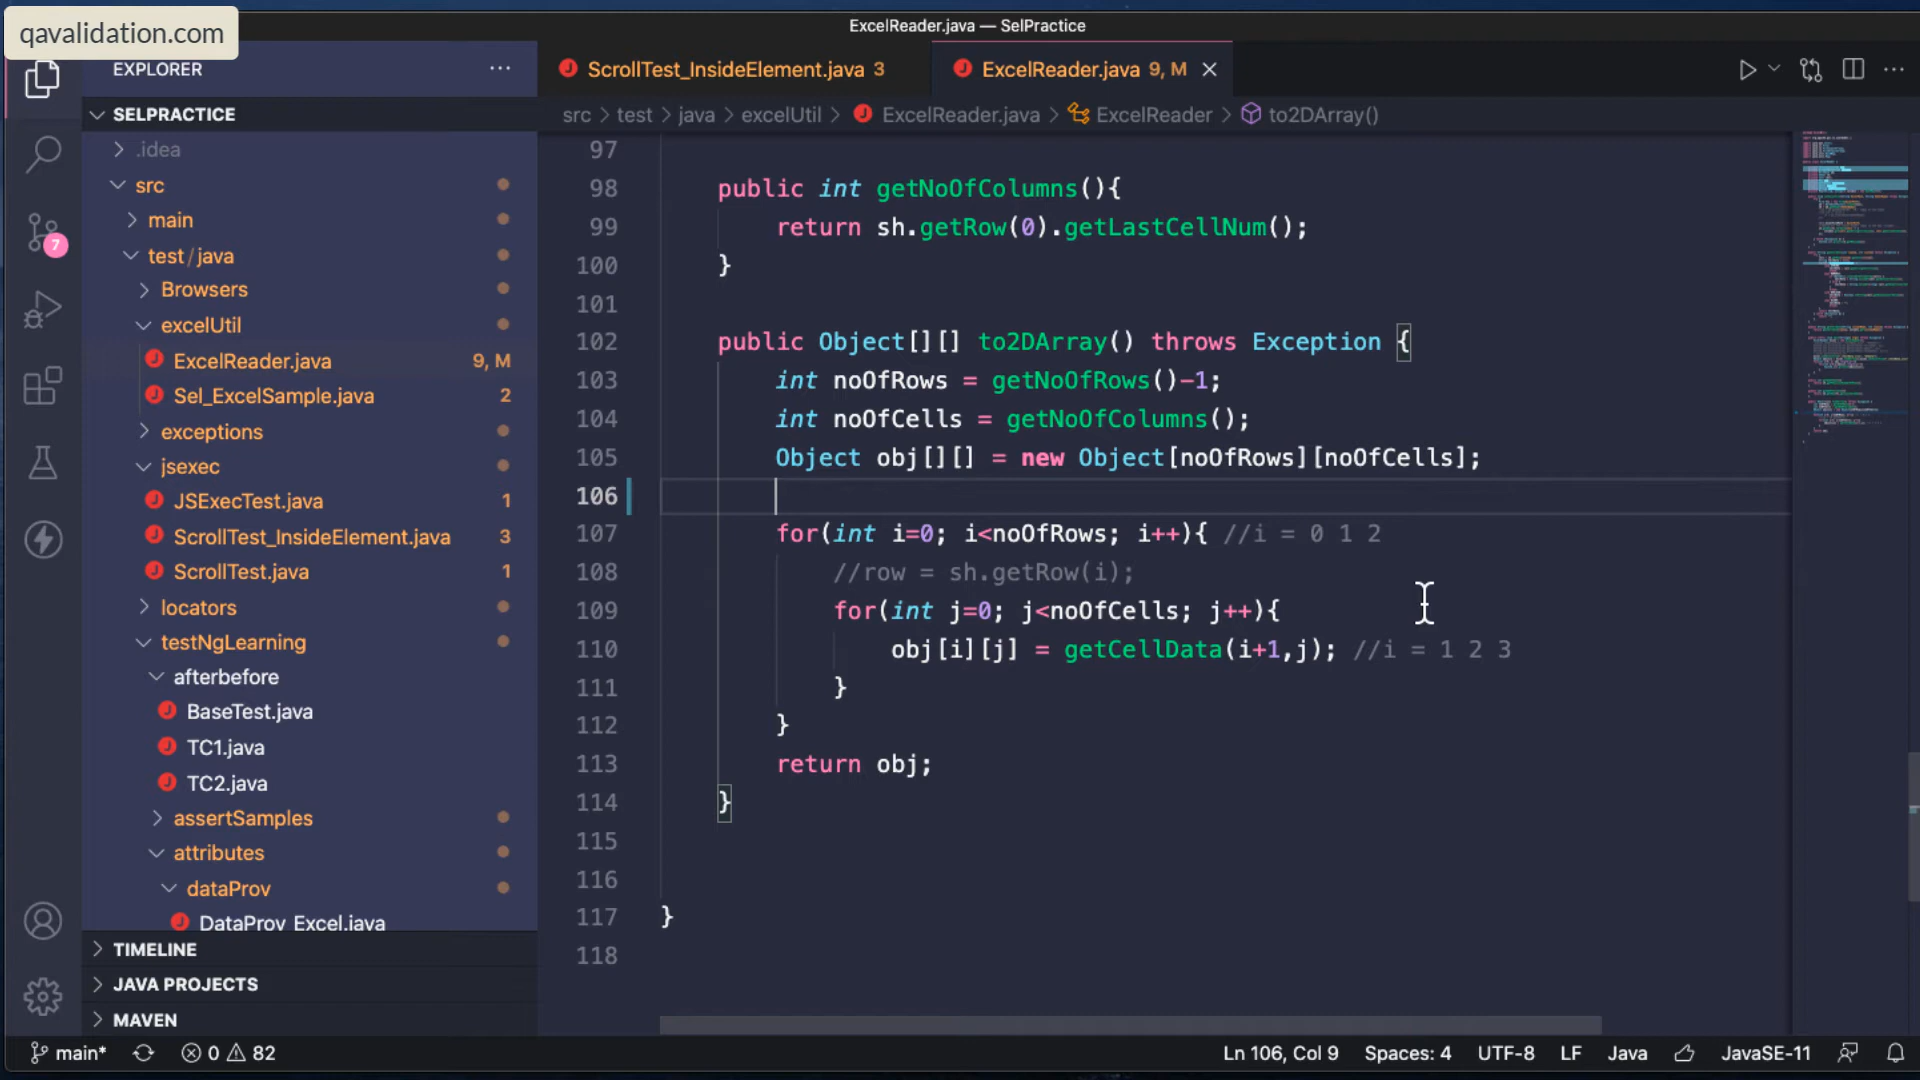 qavalidation.com
ExcelReader.java — SelPractice
EXPLORER
ScrollTest_InsideElement.java 3
ExcelReader.java 9, M
SELPRACTICE
src > test > java > excelUtil > ExcelReader.java > ExcelReader > to2DArray()
.idea
src
main
test/java
Browsers
excelUtil
ExcelReader.java 9, M
Sel_ExcelSample.java 2
exceptions
jsexec
JSExecTest.java 1
ScrollTest_InsideElement.java 3
ScrollTest.java 1
locators
testNgLearning
afterbefore
BaseTest.java
TC1.java
TC2.java
assertSamples
attributes
dataProv
DataProv_Excel.java
TIMELINE
JAVA PROJECTS
MAVEN
7
97
98 public int getNoOfColumns(){
99 return sh.getRow(0).getLastCellNum();
100 }
101
102 public Object[][] to2DArray() throws Exception {
103 int noOfRows = getNoOfRows()-1;
104 int noOfCells = getNoOfColumns();
105 Object obj[][] = new Object[noOfRows][noOfCells];
106
107 for(int i=0; i<noOfRows; i++){ //i = 0 1 2
108 //row = sh.getRow(i);
109 for(int j=0; j<noOfCells; j++){
110 obj[i][j] = getCellData(i+1,j); //i = 1 2 3
111 }
112 }
113 return obj;
114 }
115
116
117 }
118
main* 0 82 Ln 106, Col 9 Spaces: 4 UTF-8 LF Java JavaSE-11